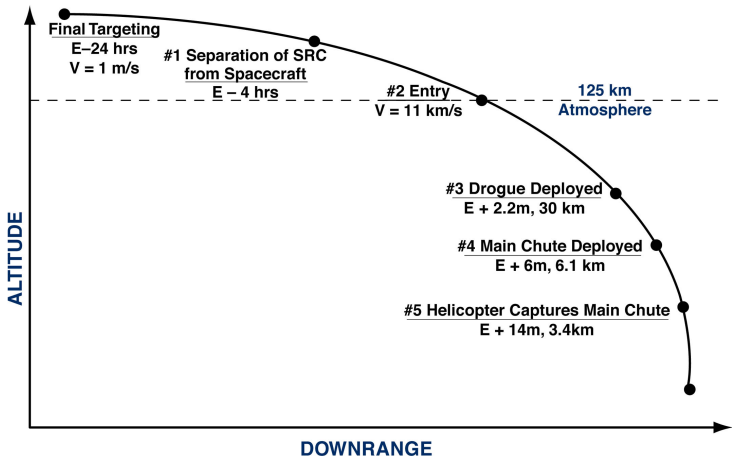 Final Targeting
E–24 hrs
V = 1 m/s
#1 Separation of SRC
from Spacecraft
E – 4 hrs
#2 Entry
V = 11 km/s
125 km
Atmosphere
#3 Drogue Deployed
E + 2.2m, 30 km
#4 Main Chute Deployed
E + 6m, 6.1 km
#5 Helicopter Captures Main Chute
E + 14m, 3.4km
ALTITUDE
DOWNRANGE